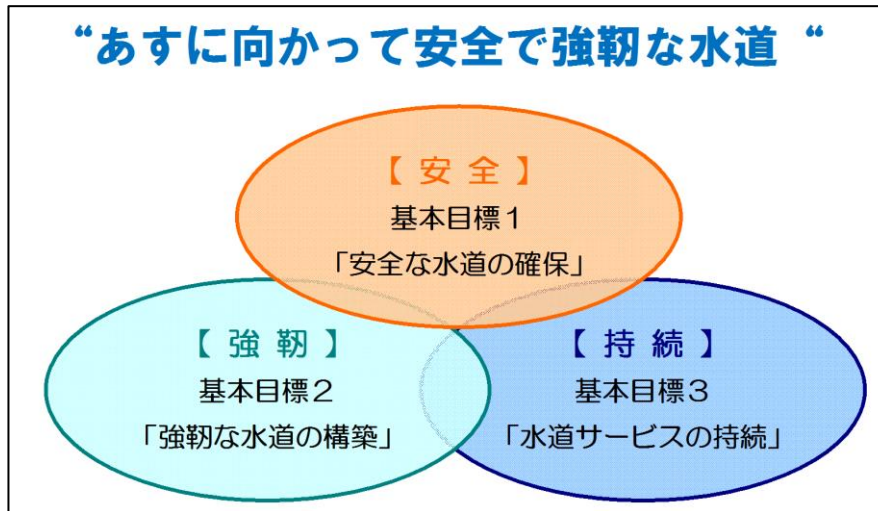 “あすに向かって安全で強靭な水道“
【 安 全 】
基本目標１
「安全な水道の確保」
【 強 靭 】
基本目標２
「強靭な水道の構築」
【 持 続 】
基本目標３
「水道サービスの持続」